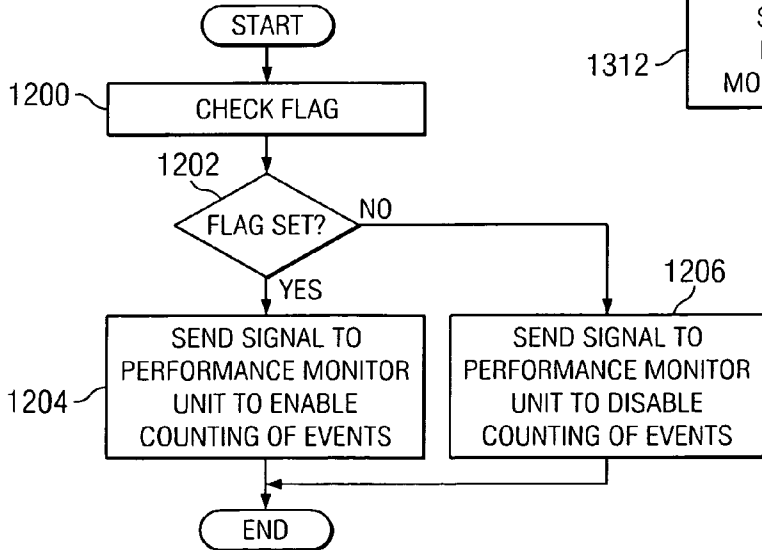 START
1200
CHECK FLAG
1202
FLAG SET?
NO
YES
1204
SEND SIGNAL TO
PERFORMANCE MONITOR
UNIT TO ENABLE
COUNTING OF EVENTS
1206
SEND SIGNAL TO
PERFORMANCE MONITOR
UNIT TO DISABLE
COUNTING OF EVENTS
END
1312